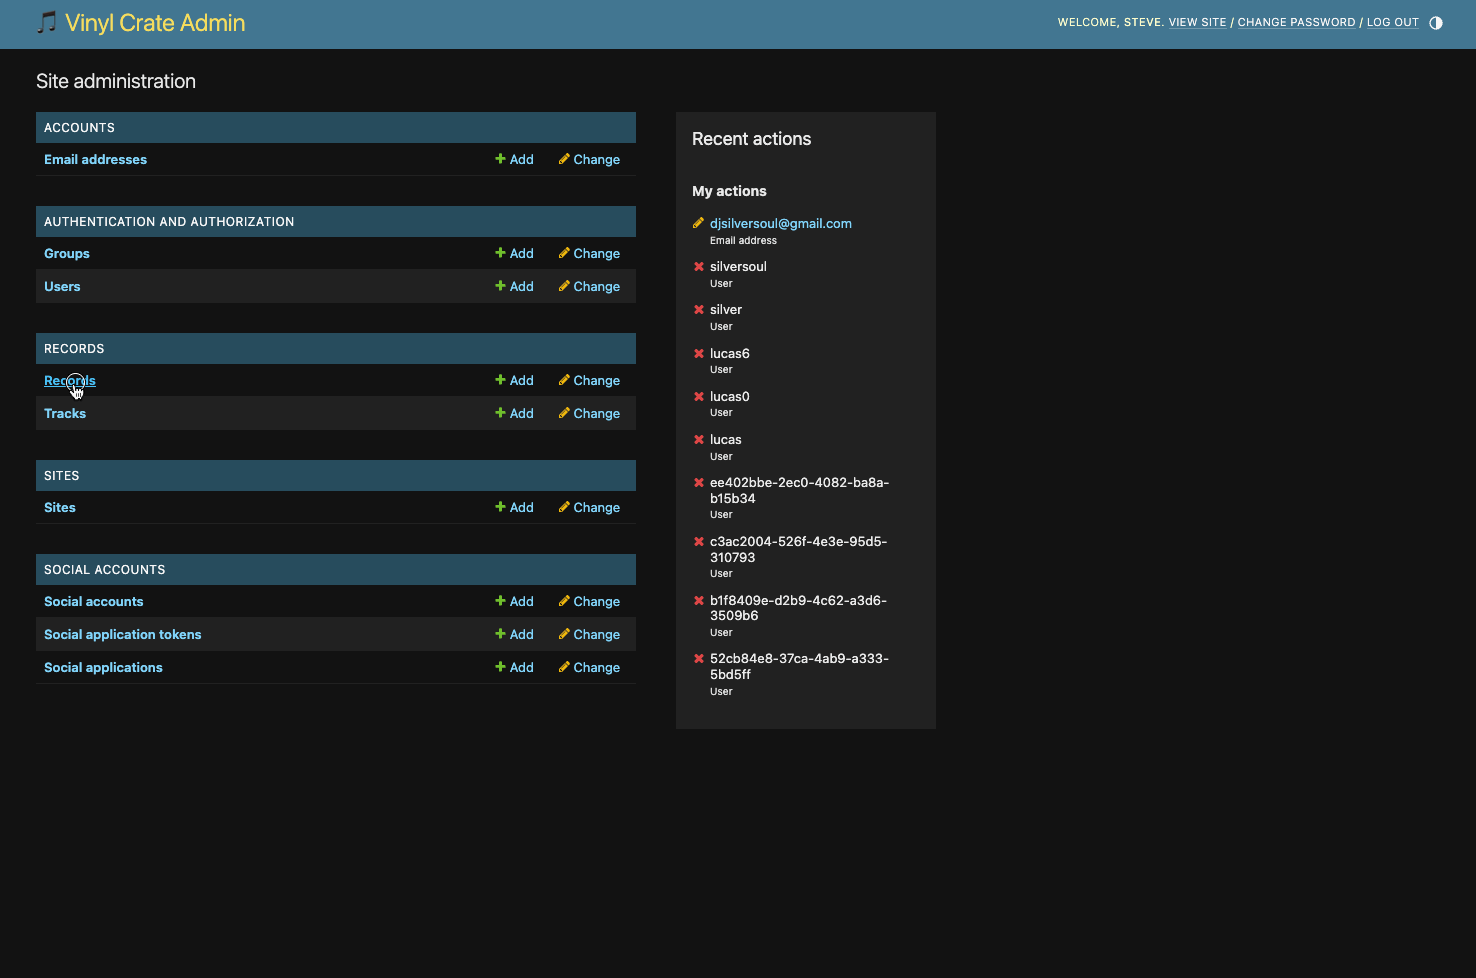 🎵 Vinyl Crate Admin
WELCOME, STEVE. VIEW SITE / CHANGE PASSWORD / LOG OUT
Site administration
ACCOUNTS
Email addresses Add Change
AUTHENTICATION AND AUTHORIZATION
Groups Add Change
Users Add Change
RECORDS
Records Add Change
Tracks Add Change
SITES
Sites Add Change
SOCIAL ACCOUNTS
Social accounts Add Change
Social application tokens Add Change
Social applications Add Change
Recent actions
My actions
djsilversoul@gmail.com
Email address
silversoul
User
silver
User
lucas6
User
lucas0
User
lucas
User
ee402bbe-2ec0-4082-ba8a-
b15b34
User
c3ac2004-526f-4e3e-95d5-
310793
User
b1f8409e-d2b9-4c62-a3d6-
3509b6
User
52cb84e8-37ca-4ab9-a333-
5bd5ff
User